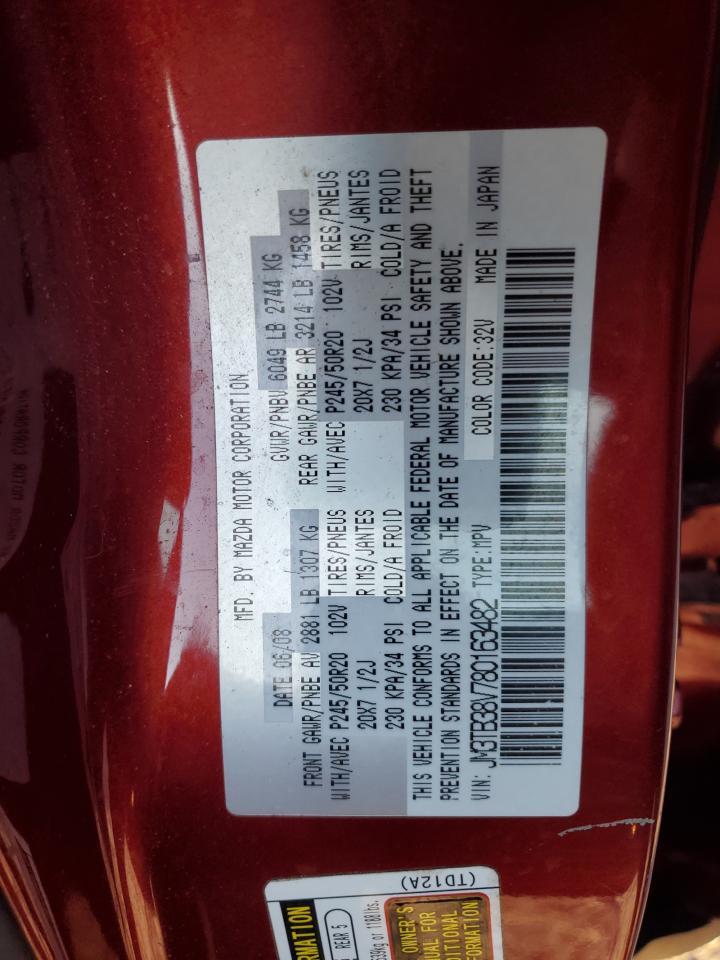 MFD. BY MAZDA MOTOR CORPORATION
DATE 06/08 GVWR/PNBV 6049 LB 2744 KG
FRONT GAWR/PNBE AV 2881 LB 1307 KG REAR GAWR/PNBE AR 3214 LB 1458 KG
WITH/AVEC P245/50R20 102V TIRES/PNEUS WITH/AVEC P245/50R20 102V TIRES/PNEUS
20X7 1/2J RIMS/JANTES 20X7 1/2J RIMS/JANTES
230 KPA/34 PSI COLD/A FROID 230 KPA/34 PSI COLD/A FROID
THIS VEHICLE CONFORMS TO ALL APPLICABLE FEDERAL MOTOR VEHICLE SAFETY AND THEFT
PREVENTION STANDARDS IN EFFECT ON THE DATE OF MANUFACTURE SHOWN ABOVE.
VIN: JM3TB38V780163482 TYPE:MPV COLOR CODE:32V MADE IN JAPAN
(TD12A)
REAR 5
OWNER'S
FOR